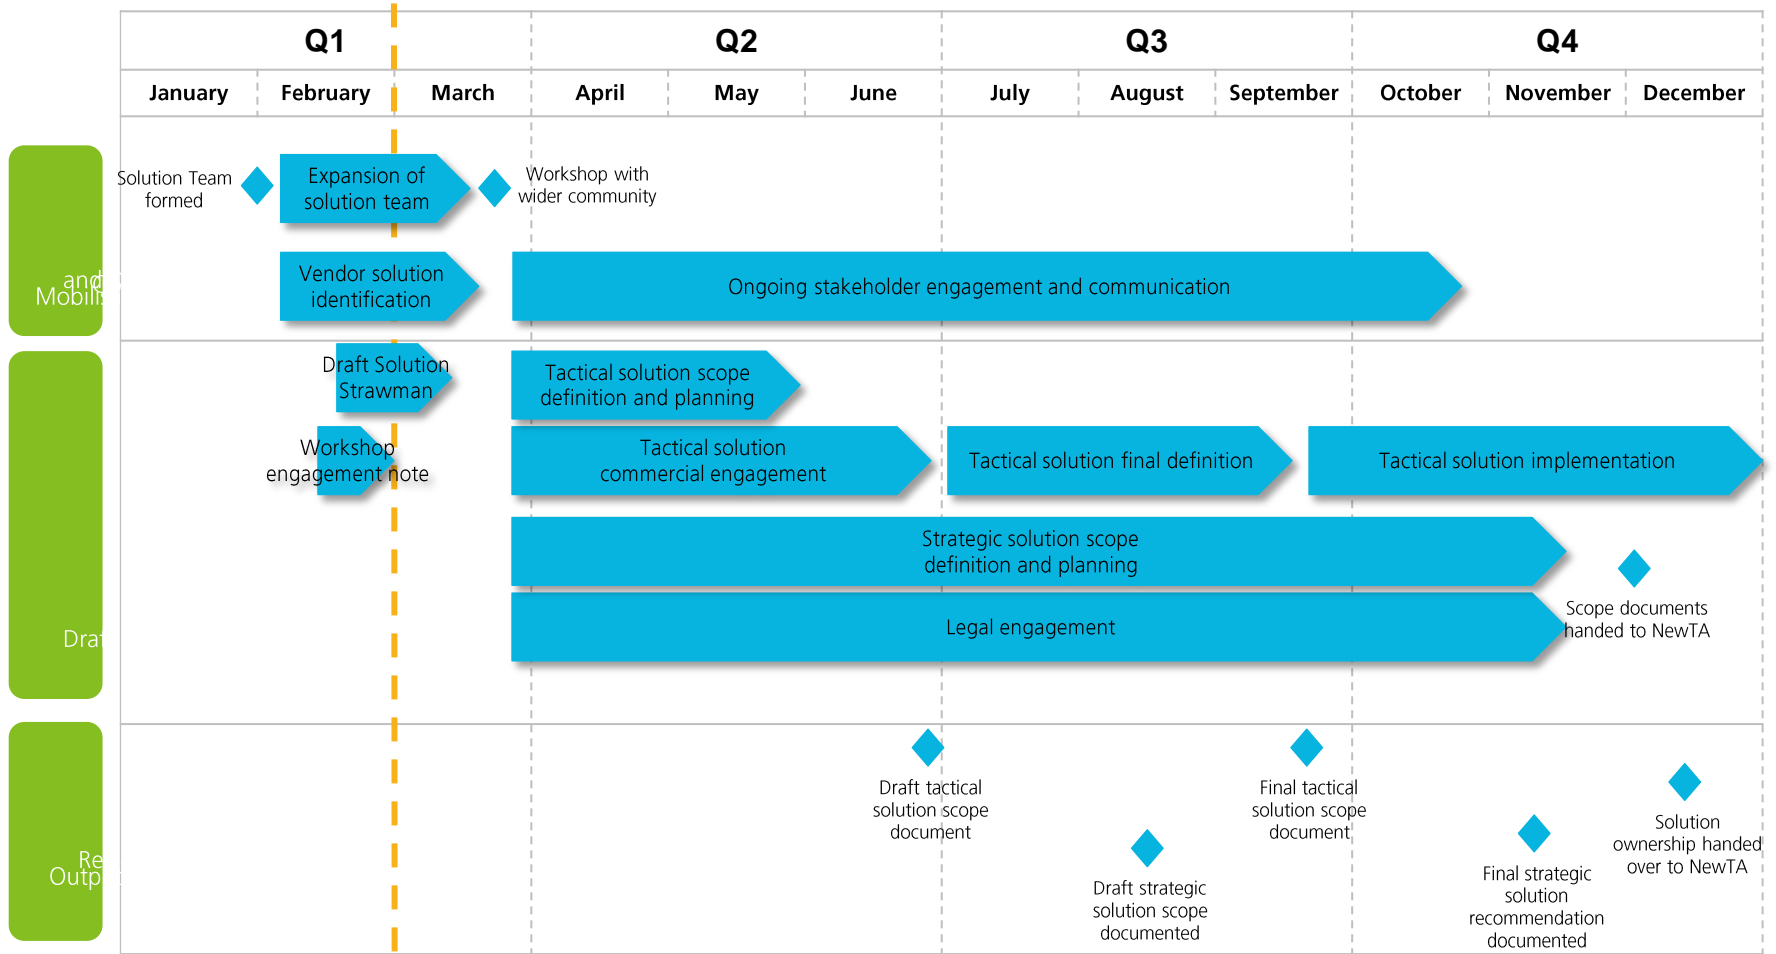 Q1
Q2
Q3
Q4
January
February
March
April
May
June
July
August
September
October
November
December
Solution Team
formed
Expansion of
solution team
Workshop with
wider community
and
Vendor solution
identification
Ongoing stakeholder engagement and communication
Draft Solution
Strawman
Tactical solution scope
definition and planning
Workshop
engagement note
Tactical solution
commercial engagement
Tactical solution final definition
Tactical solution implementation
Strategic solution scope
definition and planning
Legal engagement
Scope documents
handed to NewTA
Draft tactical
solution scope
document
Final tactical
solution scope
document
Draft strategic
solution scope
documented
Final strategic
solution
recommendation
documented
Solution
ownership handed
over to NewTA